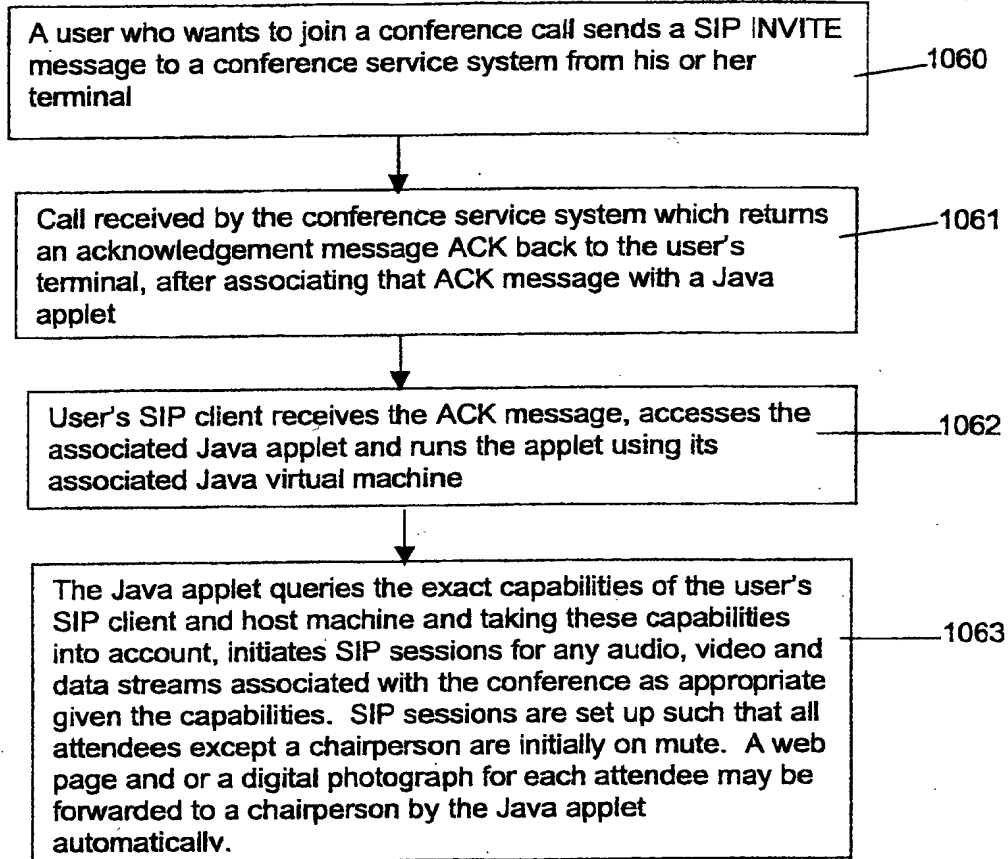 A user who wants to join a conference call sends a SIP INVITE
message to a conference service system from his or her
terminal
1060
Call received by the conference service system which returns
an acknowledgement message ACK back to the user's
terminal, after associating that ACK message with a Java
applet
1061
User's SIP client receives the ACK message, accesses the
associated Java applet and runs the applet using its
associated Java virtual machine
1062
The Java applet queries the exact capabilities of the user's
SIP client and host machine and taking these capabilities
into account, initiates SIP sessions for any audio, video and
data streams associated with the conference as appropriate
given the capabilities. SIP sessions are set up such that all
attendees except a chairperson are initially on mute. A web
page and or a digital photograph for each attendee may be
forwarded to a chairperson by the Java applet
automatically.
1063